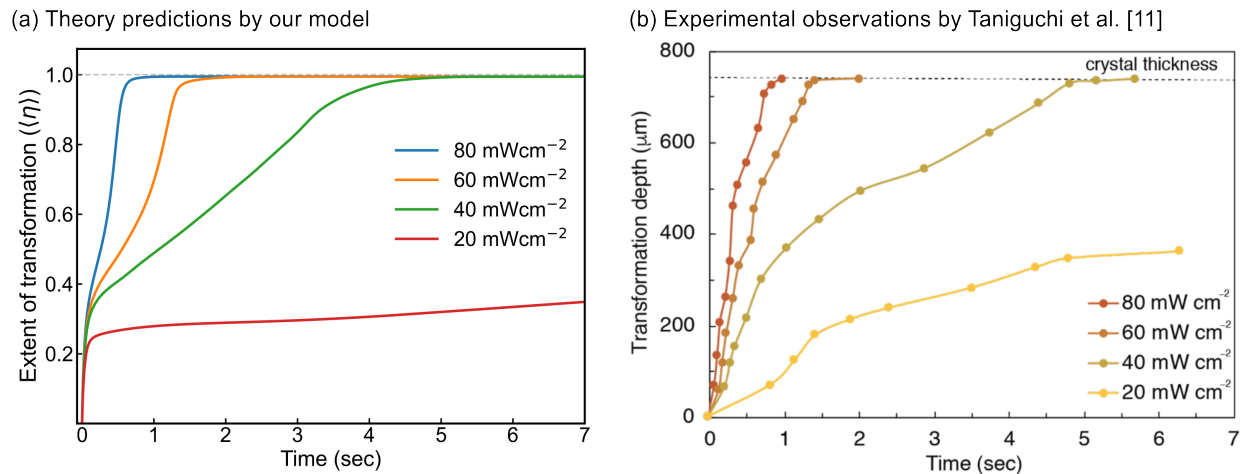 (a) Theory predictions by our model
Extent of transformation (⟨η⟩)
1.0
0.8
0.6
0.4
0.2
80 mWcm⁻²
60 mWcm⁻²
40 mWcm⁻²
20 mWcm⁻²
0 1 2 3 4 5 6 7
Time (sec)
(b) Experimental observations by Taniguchi et al. [11]
Transformation depth (μm)
800
600
400
200
0
crystal thickness
80 mW cm⁻²
60 mW cm⁻²
40 mW cm⁻²
20 mW cm⁻²
0 1 2 3 4 5 6 7
Time (sec)